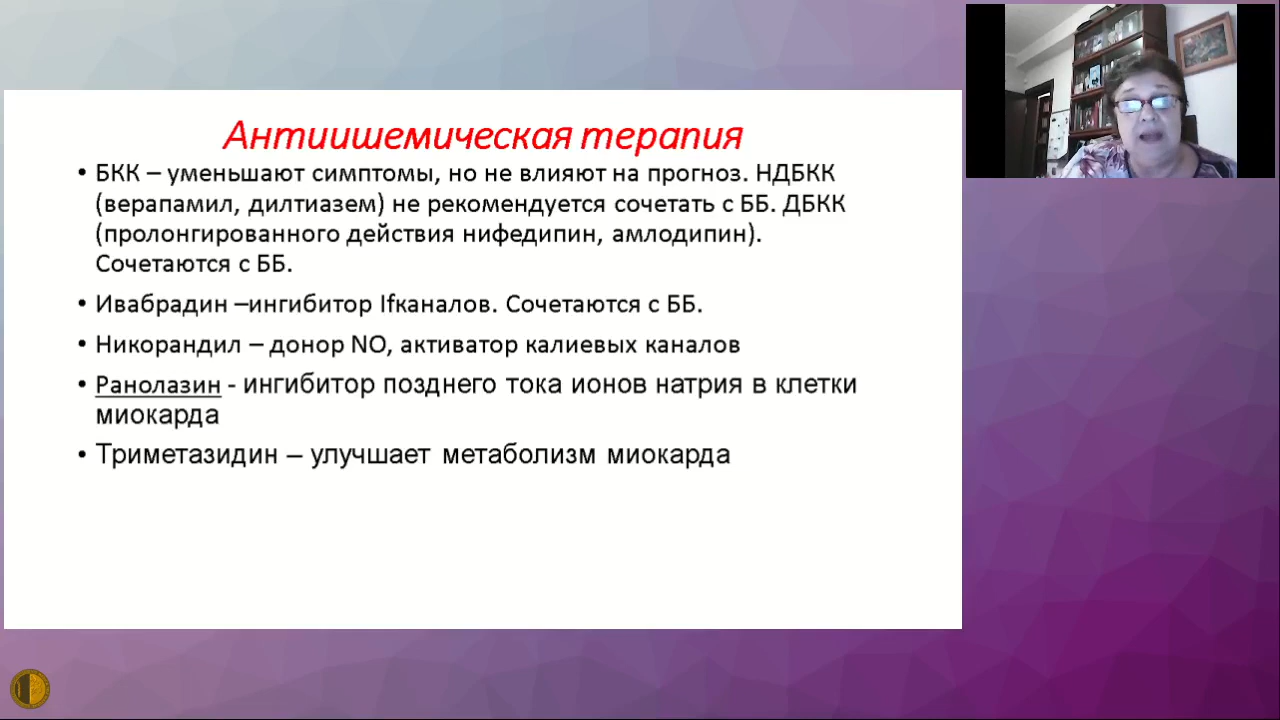 Антиишемическая терапия
• БКК – уменьшают симптомы, но не влияют на прогноз. НДБКК
(верапамил, дилтиазем) не рекомендуется сочетать с ББ. ДБКК
(пролонгированного действия нифедипин, амлодипин).
Сочетаются с ББ.
• Ивабрадин –ингибитор Ifканалов. Сочетаются с ББ.
• Никорандил – донор NO, активатор калиевых каналов
• Ранолазин - ингибитор позднего тока ионов натрия в клетки
миокарда
• Триметазидин – улучшает метаболизм миокарда